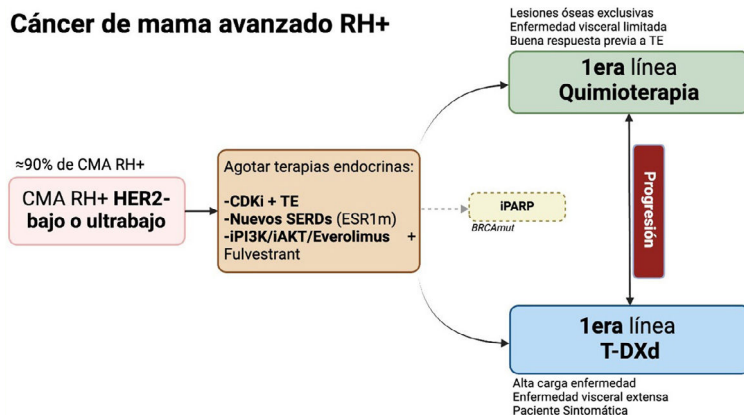 Cáncer de mama avanzado RH+
≈90% de CMA RH+
CMA RH+ HER2-
bajo o ultrabajo
Agotar terapias endocrinas:
-CDKi + TE
-Nuevos SERDs (ESR1m)
-iPI3K/iAKT/Everolimus +
Fulvestrant
iPARP
BRCAmut
Lesiones óseas exclusivas
Enfermedad visceral limitada
Buena respuesta previa a TE
1era línea
Quimioterapia
Progresión
1era línea
T-DXd
Alta carga enfermedad
Enfermedad visceral extensa
Paciente Sintomática